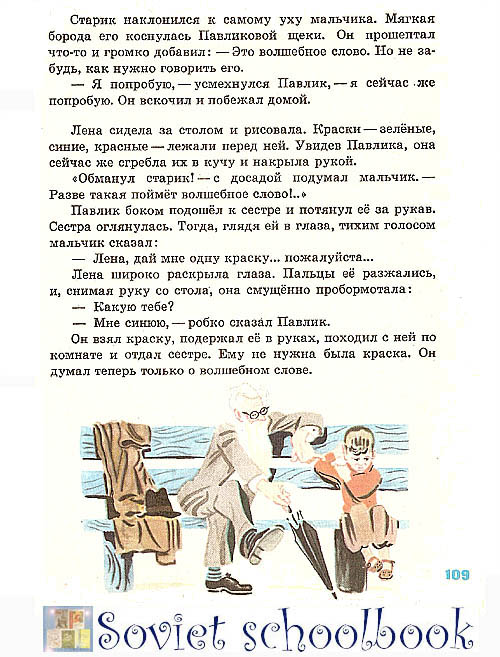 Старик наклонился к самому уху мальчика. Мягкая
борода его коснулась Павликовой щеки. Он прошептал
что-то и громко добавил: — Это волшебное слово. Но не за-
будь, как нужно говорить его.
— Я попробую, — усмехнулся Павлик, — я сейчас же
попробую. Он вскочил и побежал домой.
Лена сидела за столом и рисовала. Краски — зелёные,
синие, красные — лежали перед ней. Увидев Павлика, она
сейчас же сгребла их в кучу и накрыла рукой.
«Обманул старик! — с досадой подумал мальчик. —
Разве такая поймёт волшебное слово!..»
Павлик боком подошёл к сестре и потянул её за рукав.
Сестра оглянулась. Тогда, глядя ей в глаза, тихим голосом
мальчик сказал:
— Лена, дай мне одну краску... пожалуйста...
Лена широко раскрыла глаза. Пальцы её разжались,
и, снимая руку со стола, она смущённо пробормотала:
— Какую тебе?
— Мне синюю, — робко сказал Павлик.
Он взял краску, подержал её в руках, походил с ней по
комнате и отдал сестре. Ему не нужна была краска. Он
думал теперь только о волшебном слове.
109
Soviet schoolbook